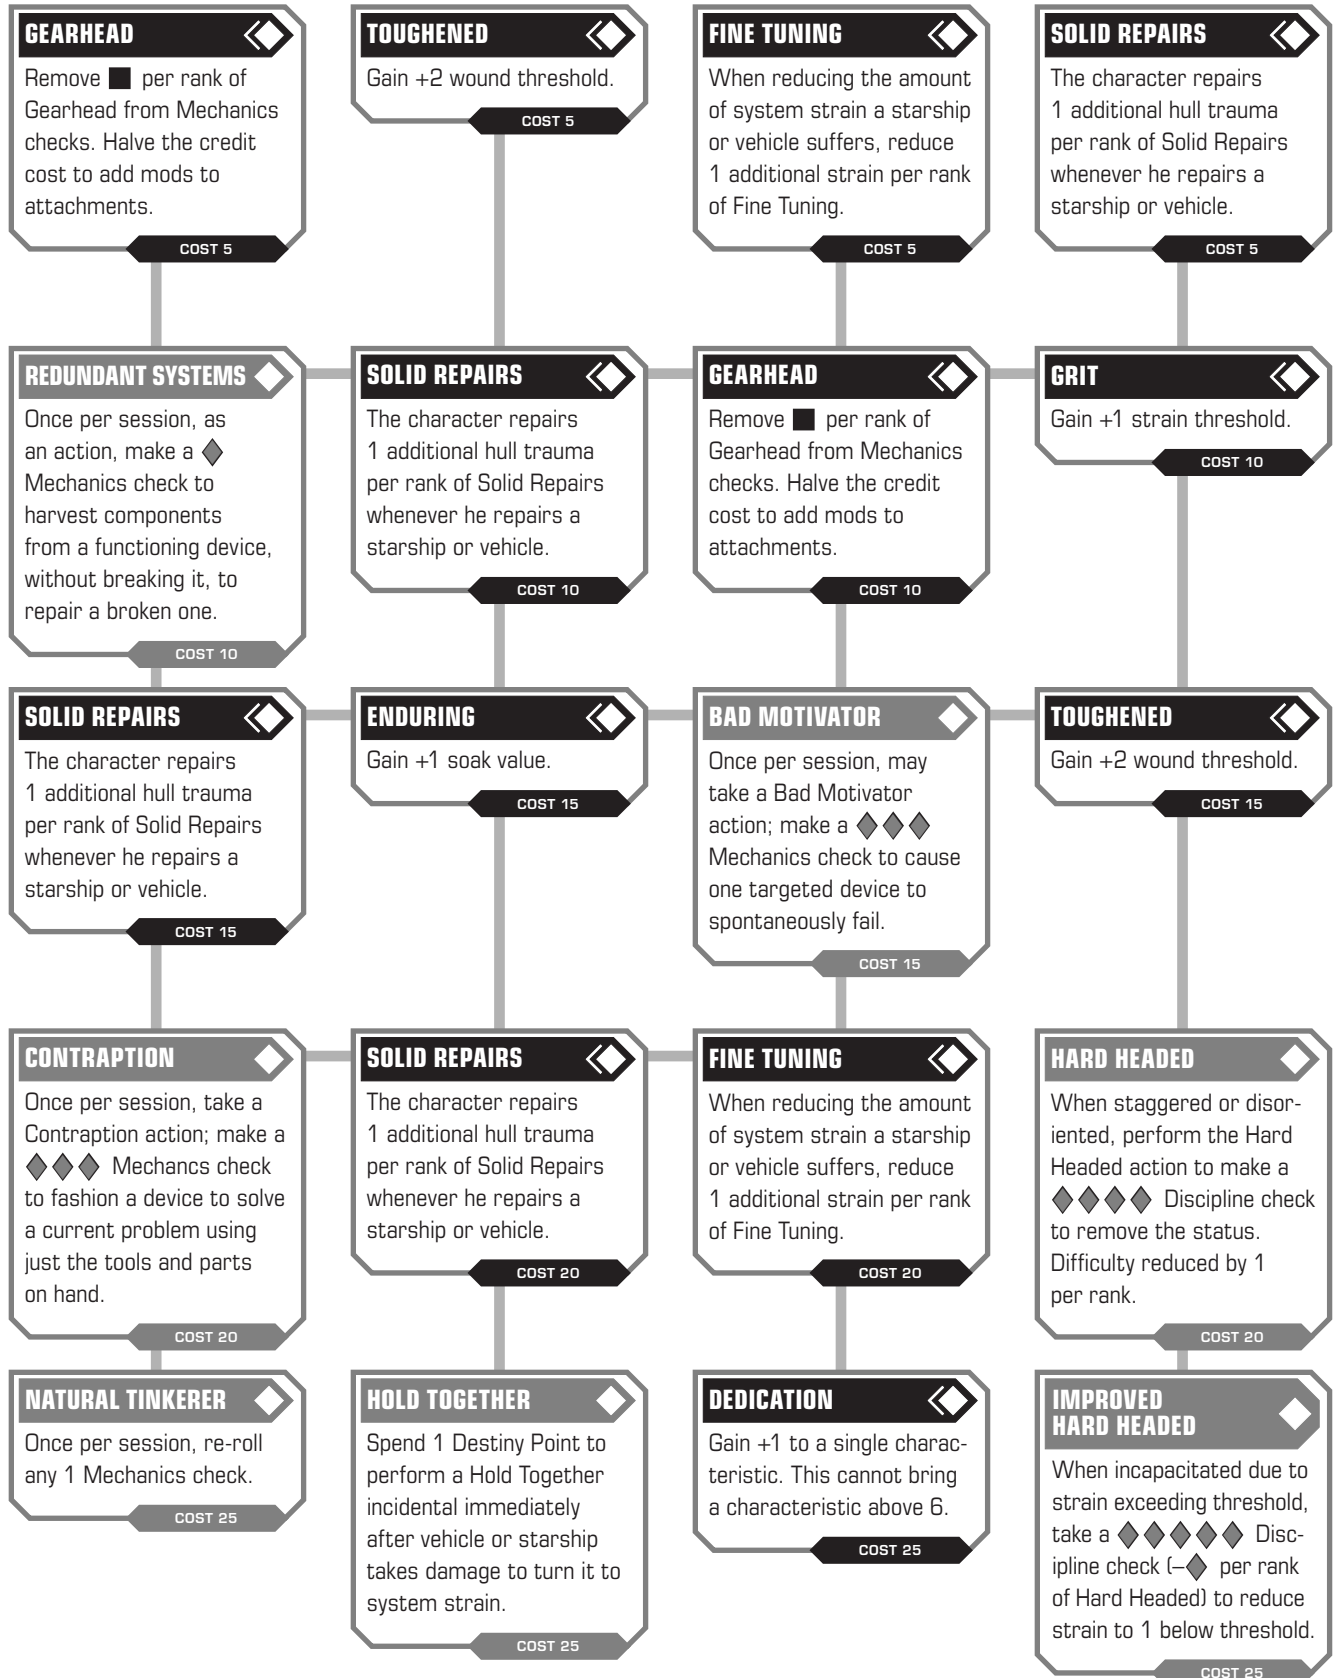 GEARHEAD
Remove per rank of
Gearhead from Mechanics
checks. Halve the credit
cost to add mods to
attachments.
COST 5
TOUGHENED
Gain +2 wound threshold.
COST 5
FINE TUNING
When reducing the amount
of system strain a starship
or vehicle suffers, reduce
1 additional strain per rank
of Fine Tuning.
COST 5
SOLID REPAIRS
The character repairs
1 additional hull trauma
per rank of Solid Repairs
whenever he repairs a
starship or vehicle.
COST 5
REDUNDANT SYSTEMS
Once per session, as
an action, make a
Mechanics check to
harvest components
from a functioning device,
without breaking it, to
repair a broken one.
COST 10
SOLID REPAIRS
The character repairs
1 additional hull trauma
per rank of Solid Repairs
whenever he repairs a
starship or vehicle.
COST 10
GEARHEAD
Remove per rank of
Gearhead from Mechanics
checks. Halve the credit
cost to add mods to
attachments.
COST 10
GRIT
Gain +1 strain threshold.
COST 10
SOLID REPAIRS
The character repairs
1 additional hull trauma
per rank of Solid Repairs
whenever he repairs a
starship or vehicle.
COST 15
ENDURING
Gain +1 soak value.
COST 15
BAD MOTIVATOR
Once per session, may
take a Bad Motivator
action; make a
Mechanics check to cause
one targeted device to
spontaneously fail.
COST 15
TOUGHENED
Gain +2 wound threshold.
COST 15
CONTRAPTION
Once per session, take a
Contraption action; make a
Mechancs check
to fashion a device to solve
a current problem using
just the tools and parts
on hand.
COST 20
SOLID REPAIRS
The character repairs
1 additional hull trauma
per rank of Solid Repairs
whenever he repairs a
starship or vehicle.
COST 20
FINE TUNING
When reducing the amount
of system strain a starship
or vehicle suffers, reduce
1 additional strain per rank
of Fine Tuning.
COST 20
HARD HEADED
When staggered or disor-
iented, perform the Hard
Headed action to make a
Discipline check
to remove the status.
Difficulty reduced by 1
per rank.
COST 20
NATURAL TINKERER
Once per session, re-roll
any 1 Mechanics check.
COST 25
HOLD TOGETHER
Spend 1 Destiny Point to
perform a Hold Together
incidental immediately
after vehicle or starship
takes damage to turn it to
system strain.
COST 25
DEDICATION
Gain +1 to a single charac-
teristic. This cannot bring
a characteristic above 6.
COST 25
IMPROVED
HARD HEADED
When incapacitated due to
strain exceeding threshold,
take a Disc-
ipline check (– per rank
of Hard Headed) to reduce
strain to 1 below threshold.
COST 25